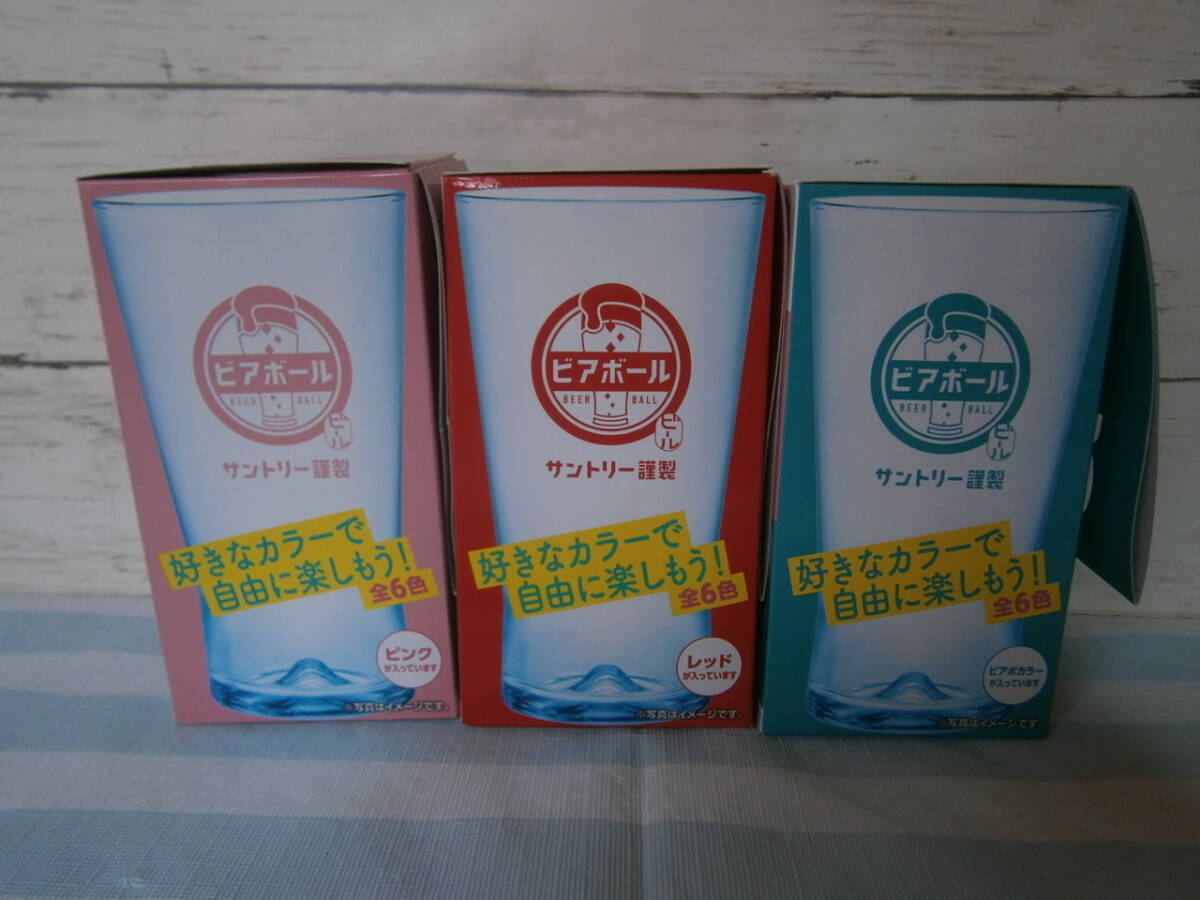 ビアボール
BEER BALL
ビール
サントリー謹製
好きなカラーで
自由に楽しもう!
全6色
ピンク
が入っています
※写真はイメージです。
ビアボール
BEER BALL
ビール
サントリー謹製
好きなカラーで
自由に楽しもう!
全6色
レッド
が入っています
※写真はイメージです。
ビアボール
BEER BALL
ビール
サントリー謹製
好きなカラーで
自由に楽しもう!
全6色
ビアボカラー
が入っています
※写真はイメージです。